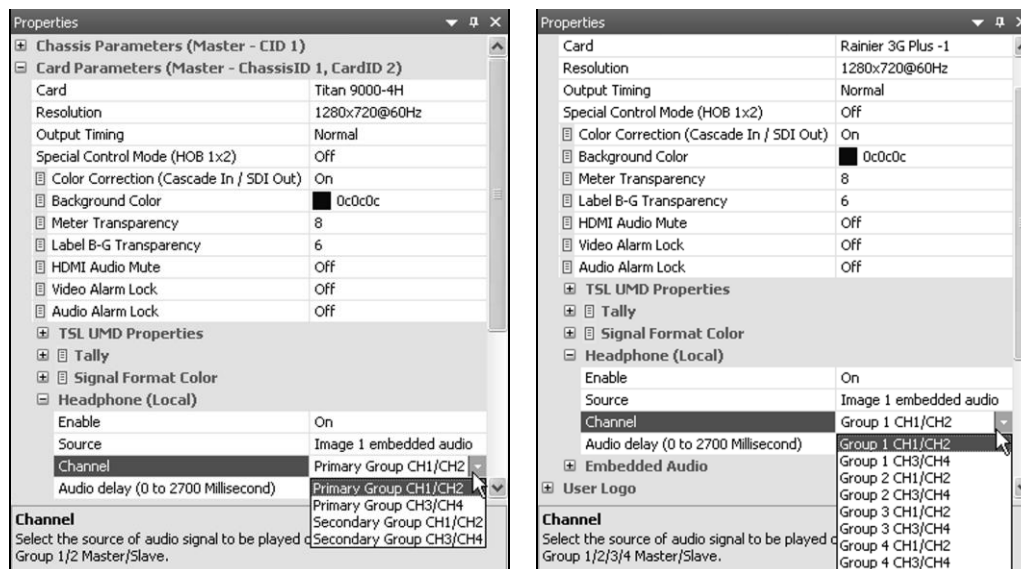 Properties
Chassis Parameters (Master - CID 1)
Card Parameters (Master - ChassisID 1, CardID 2)
Card Titan 9000-4H
Resolution 1280x720@60Hz
Output Timing Normal
Special Control Mode (HOB 1x2) Off
Color Correction (Cascade In / SDI Out) On
Background Color 0c0c0c
Meter Transparency 8
Label B-G Transparency 6
HDMI Audio Mute Off
Video Alarm Lock Off
Audio Alarm Lock Off
TSL UMD Properties
Tally
Signal Format Color
Headphone (Local)
Enable On
Source Image 1 embedded audio
Channel Primary Group CH1/CH2
Audio delay (0 to 2700 Millisecond)
Primary Group CH1/CH2
Primary Group CH3/CH4
Secondary Group CH1/CH2
Secondary Group CH3/CH4
Channel
Select the source of audio signal to be played
Group 1/2 Master/Slave.
Properties
Card Rainier 3G Plus -1
Resolution 1280x720@60Hz
Output Timing Normal
Special Control Mode (HOB 1x2) Off
Color Correction (Cascade In / SDI Out) On
Background Color 0c0c0c
Meter Transparency 8
Label B-G Transparency 6
HDMI Audio Mute Off
Video Alarm Lock Off
Audio Alarm Lock Off
TSL UMD Properties
Tally
Signal Format Color
Headphone (Local)
Enable On
Source Image 1 embedded audio
Channel Group 1 CH1/CH2
Audio delay (0 to 2700 Millisecond)
Embedded Audio
User Logo
Group 1 CH1/CH2
Group 1 CH3/CH4
Group 2 CH1/CH2
Group 2 CH3/CH4
Group 3 CH1/CH2
Group 3 CH3/CH4
Group 4 CH1/CH2
Group 4 CH3/CH4
Channel
Select the source of audio signal to be played
Group 1/2/3/4 Master/Slave.